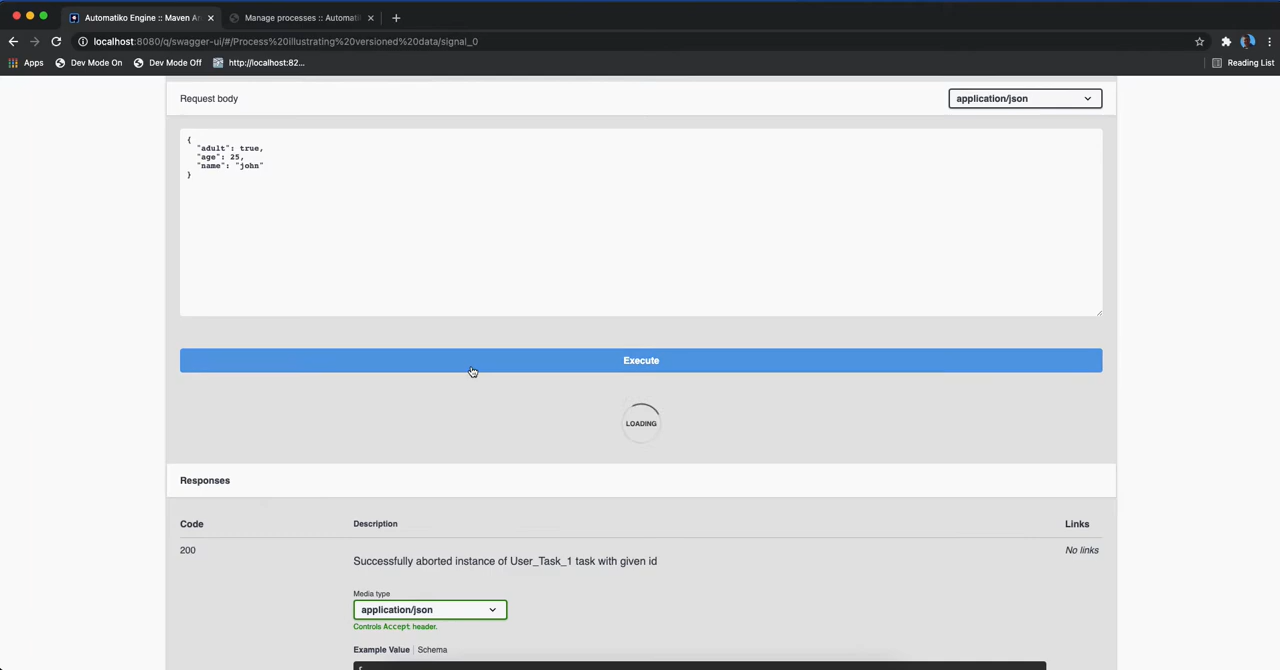 Automatiko Engine :: Maven Ar
Manage processes :: Automati
localhost:8080/q/swagger-ui/#/Process%20illustrating%20versioned%20data/signal_0
Apps
Dev Mode On
Dev Mode Off
http://localhost:82...
Reading List
Request body
application/json
{
"adult": true,
"age": 25,
"name": "john"
}
Execute
LOADING
Responses
Code
Description
Links
200
No links
Successfully aborted instance of User_Task_1 task with given id
Media type
application/json
Controls Accept header.
Example Value
Schema